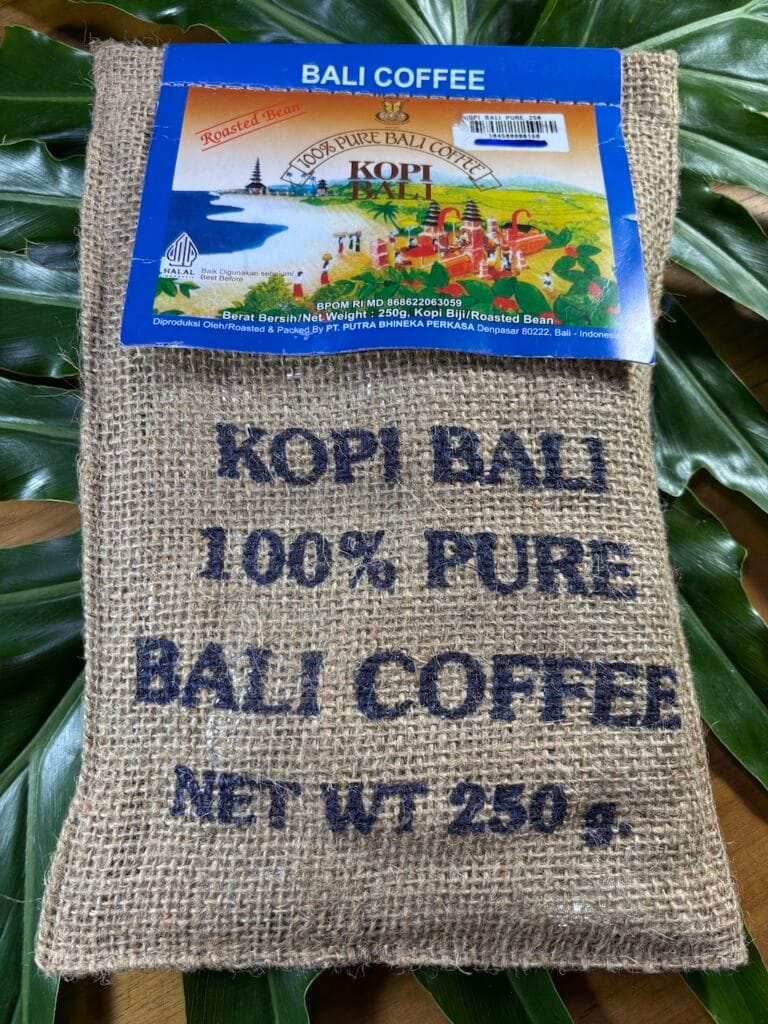 BALI COFFEE
Roasted Bean
KOPI BALI PURE 250
100% PURE BALI COFFEE
KOPI
BALI
HALAL
INDONESIA
Baik Digunakan sebelum/
Best Before
BPOM RI MD 868622063059
Berat Bersih/Net Weight : 250g, Kopi Biji/Roasted Bean
Diproduksi Oleh/Roasted & Packed By PT. PUTRA BHINEKA PERKASA Denpasar 80222, Bali - Indonesia
KOPI BALI
100% PURE
BALI COFFEE
NET WT 250 g.